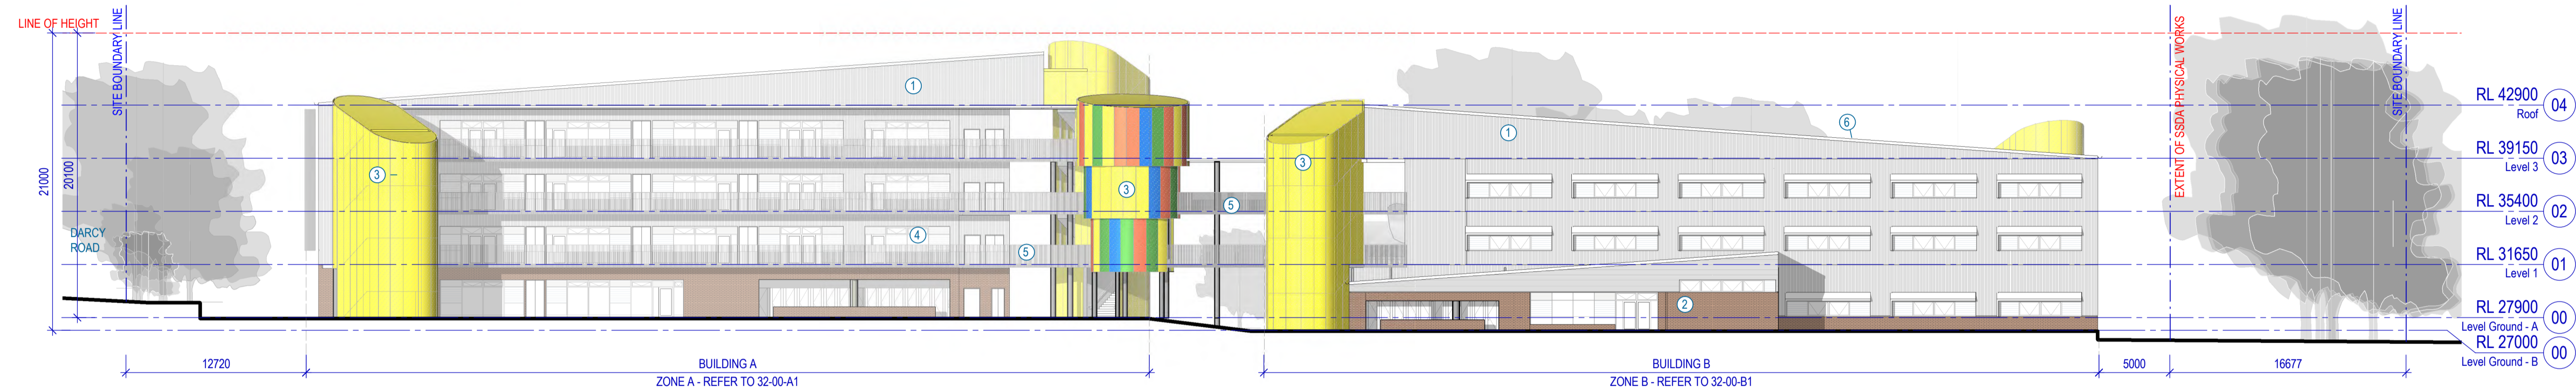 LINE OF HEIGHT
SITE BOUNDARY LINE
EXTENT OF SSDA PHYSICAL WORKS
SITE BOUNDARY LINE
21000
20100
DARCY
ROAD
1
3
3
4
5
5
3
1
6
2
RL 42900
Roof
04
RL 39150
Level 3
03
RL 35400
Level 2
02
RL 31650
Level 1
01
RL 27900
Level Ground - A
00
RL 27000
Level Ground - B
00
12720
BUILDING A
ZONE A - REFER TO 32-00-A1
BUILDING B
ZONE B - REFER TO 32-00-B1
5000
16677